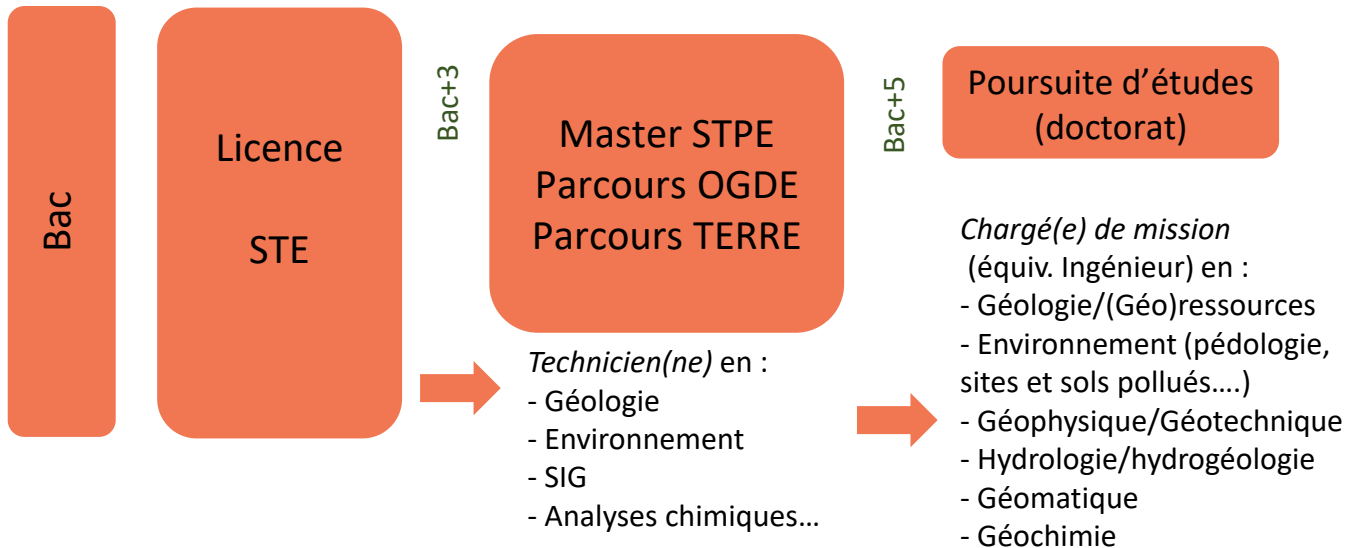 Bac
Licence
STE
Bac+3
Master STPE
Parcours OGDE
Parcours TERRE
Technicien(ne) en :
- Géologie
- Environnement
- SIG
- Analyses chimiques…
Bac+5
Poursuite d’études
(doctorat)
Chargé(e) de mission
(équiv. Ingénieur) en :
- Géologie/(Géo)ressources
- Environnement (pédologie,
sites et sols pollués….)
- Géophysique/Géotechnique
- Hydrologie/hydrogéologie
- Géomatique
- Géochimie